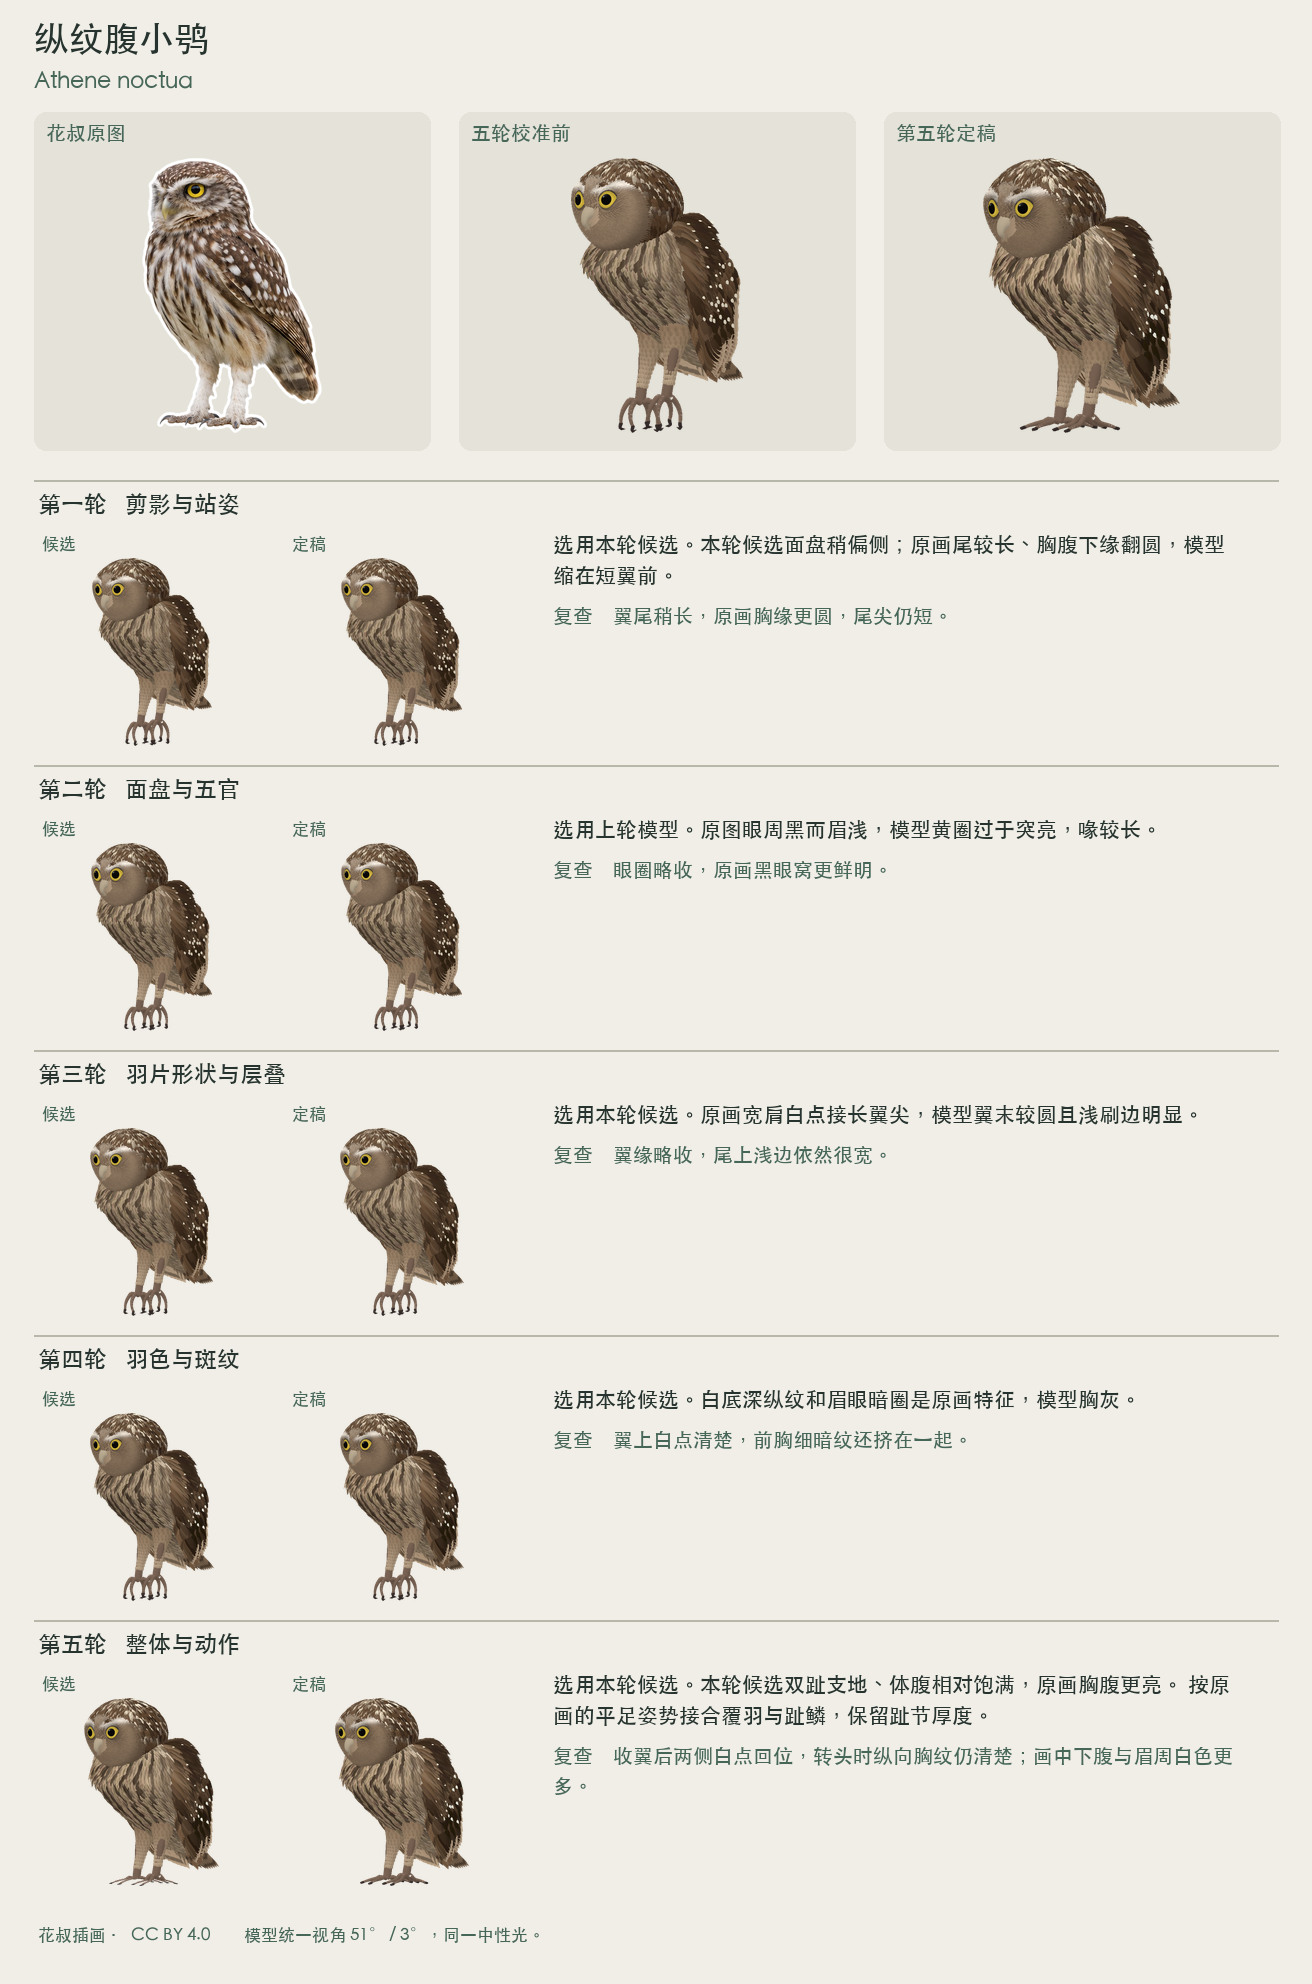 纵纹腹小鸮
Athene noctua
花叔原图
五轮校准前
第五轮定稿
第一轮 剪影与站姿
候选
定稿
选用本轮候选。本轮候选面盘稍偏侧；原画尾较长、胸腹下缘翻圆，模型
缩在短翼前。
复查 翼尾稍长，原画胸缘更圆，尾尖仍短。
第二轮 面盘与五官
候选
定稿
选用上轮模型。原图眼周黑而眉浅，模型黄圈过于突亮，喙较长。
复查 眼圈略收，原画黑眼窝更鲜明。
第三轮 羽片形状与层叠
候选
定稿
选用本轮候选。原画宽肩白点接长翼尖，模型翼末较圆且浅刷边明显。
复查 翼缘略收，尾上浅边依然很宽。
第四轮 羽色与斑纹
候选
定稿
选用本轮候选。白底深纵纹和眉眼暗圈是原画特征，模型胸灰。
复查 翼上白点清楚，前胸细暗纹还挤在一起。
第五轮 整体与动作
候选
定稿
选用本轮候选。本轮候选双趾支地、体腹相对饱满，原画胸腹更亮。 按原
画的平足姿势接合覆羽与趾鳞，保留趾节厚度。
复查 收翼后两侧白点回位，转头时纵向胸纹仍清楚；画中下腹与眉周白色更
多。
花叔插画 · CC BY 4.0 模型统一视角 51° / 3°，同一中性光。